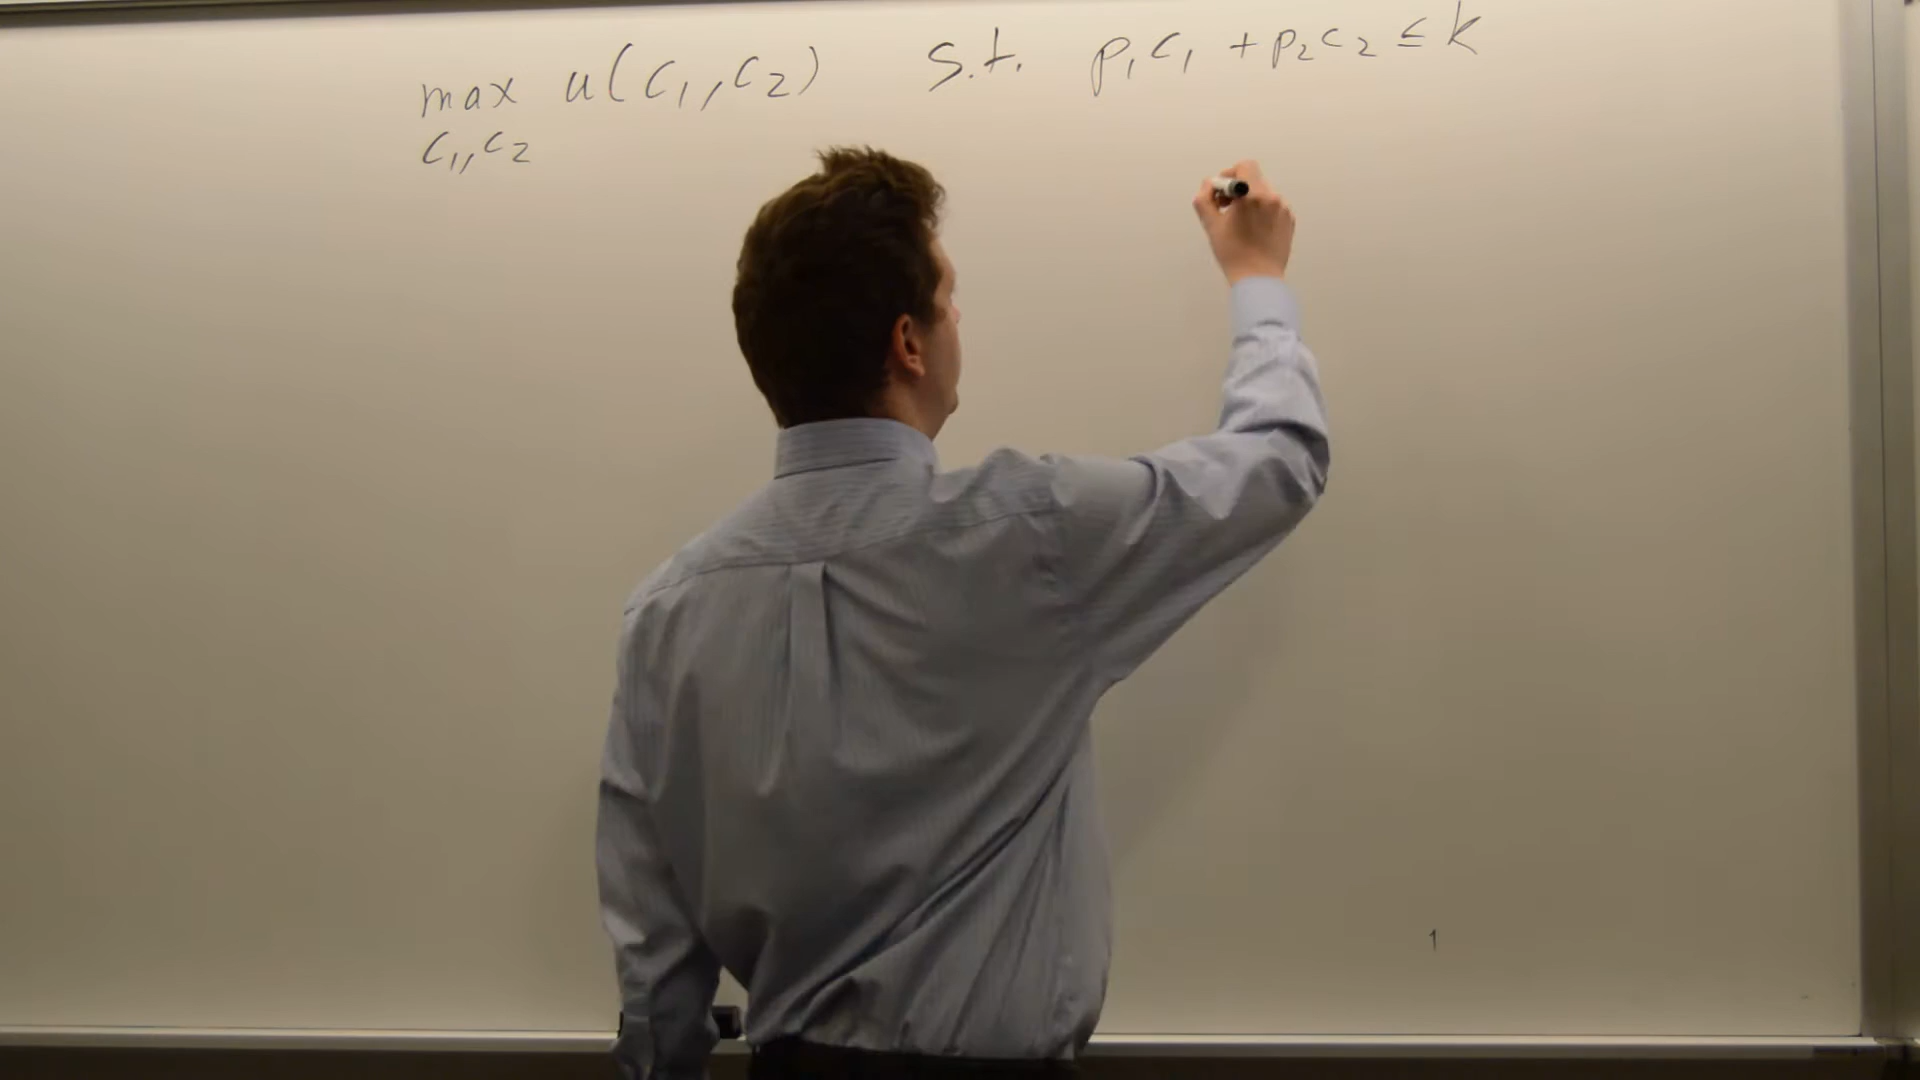 max u(c₁,c₂) s.t. p₁c₁ + p₂c₂ ≤ k
c₁,c₂
1